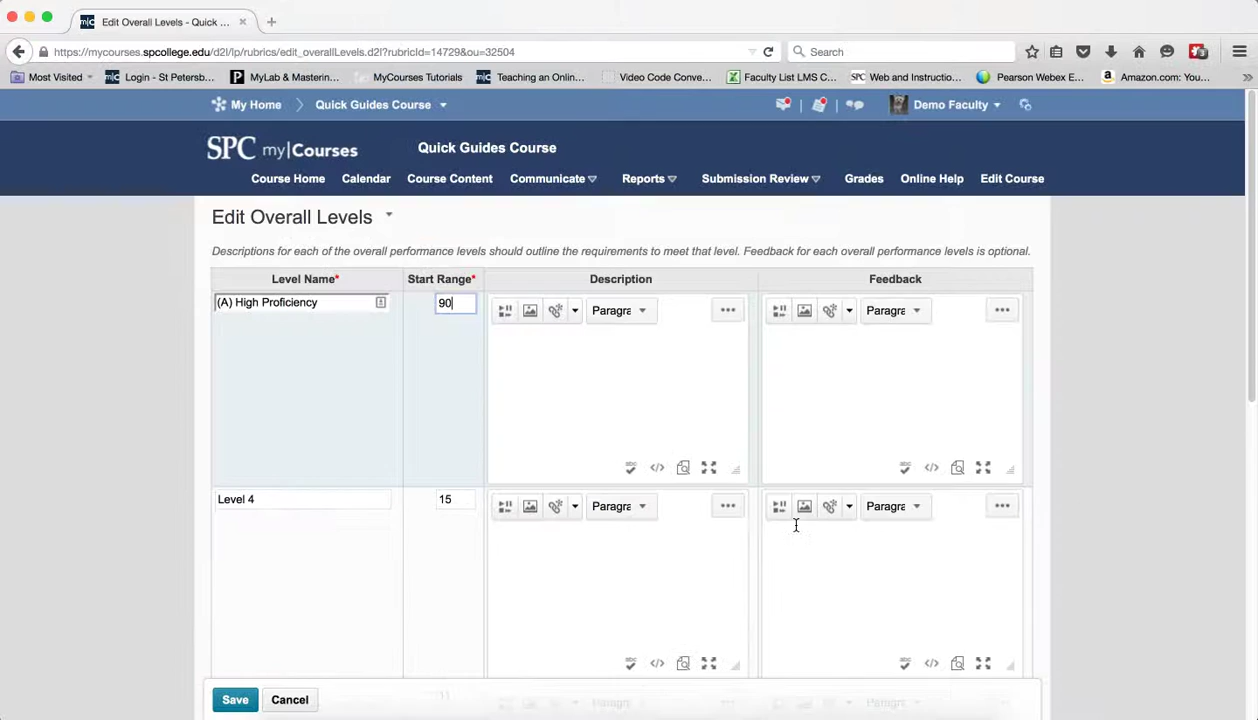 Edit Overall Levels - Quick ...
https://mycourses.spcollege.edu/d2l/lp/rubrics/edit_overallLevels.d2l?rubricId=14729&ou=32504
Search
Most Visited
Login - St Petersb...
MyLab & Mastering...
MyCourses Tutorials
Teaching an Onlin...
Video Code Conve...
Faculty List LMS C...
SPC Web and Instructio...
Pearson Webex E...
Amazon.com: You...
My Home
Quick Guides Course
Demo Faculty
SPC my|Courses
Quick Guides Course
Course Home
Calendar
Course Content
Communicate
Reports
Submission Review
Grades
Online Help
Edit Course
Edit Overall Levels
Descriptions for each of the overall performance levels should outline the requirements to meet that level. Feedback for each overall performance levels is optional.
Level Name*
Start Range*
Description
Feedback
(A) High Proficiency
90
Paragra
Paragra
Level 4
15
Paragra
Paragra
Save
Cancel
11